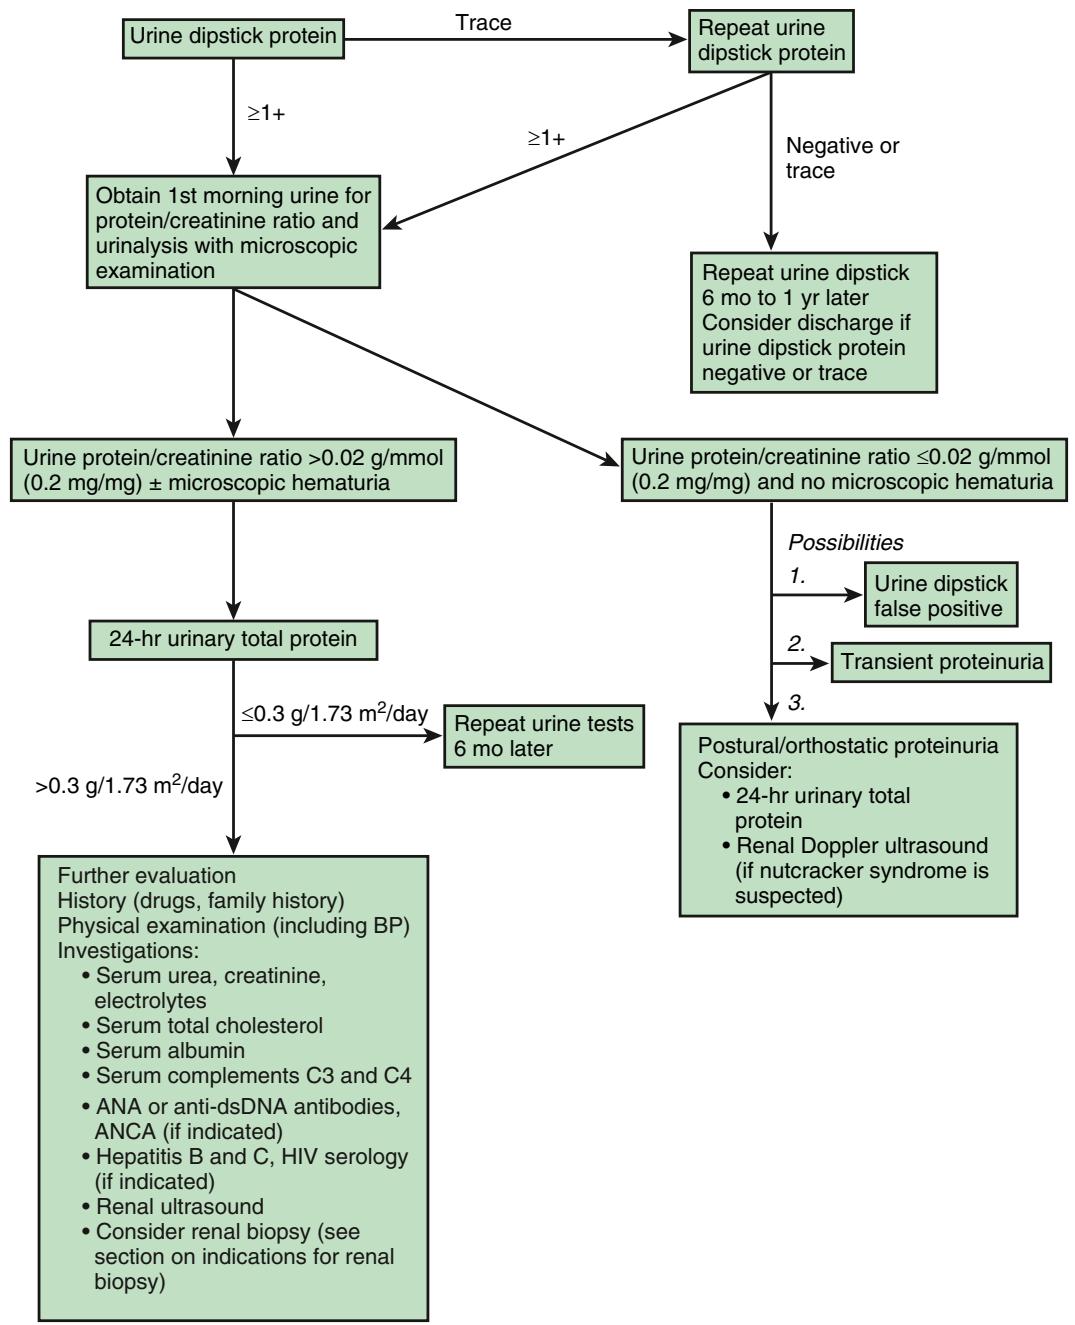 Urine dipstick protein
Trace
Repeat urine
dipstick protein
≥1+
≥1+
Negative or
trace
Obtain 1st morning urine for
protein/creatinine ratio and
urinalysis with microscopic
examination
Repeat urine dipstick
6 mo to 1 yr later
Consider discharge if
urine dipstick protein
negative or trace
Urine protein/creatinine ratio >0.02 g/mmol
(0.2 mg/mg) ± microscopic hematuria
Urine protein/creatinine ratio ≤0.02 g/mmol
(0.2 mg/mg) and no microscopic hematuria
Possibilities
1.
Urine dipstick
false positive
2.
Transient proteinuria
3.
Postural/orthostatic proteinuria
Consider:
• 24-hr urinary total
protein
• Renal Doppler ultrasound
(if nutcracker syndrome is
suspected)
24-hr urinary total protein
≤0.3 g/1.73 m²/day
Repeat urine tests
6 mo later
>0.3 g/1.73 m²/day
Further evaluation
History (drugs, family history)
Physical examination (including BP)
Investigations:
• Serum urea, creatinine,
electrolytes
• Serum total cholesterol
• Serum albumin
• Serum complements C3 and C4
• ANA or anti-dsDNA antibodies,
ANCA (if indicated)
• Hepatitis B and C, HIV serology
(if indicated)
• Renal ultrasound
• Consider renal biopsy (see
section on indications for renal
biopsy)